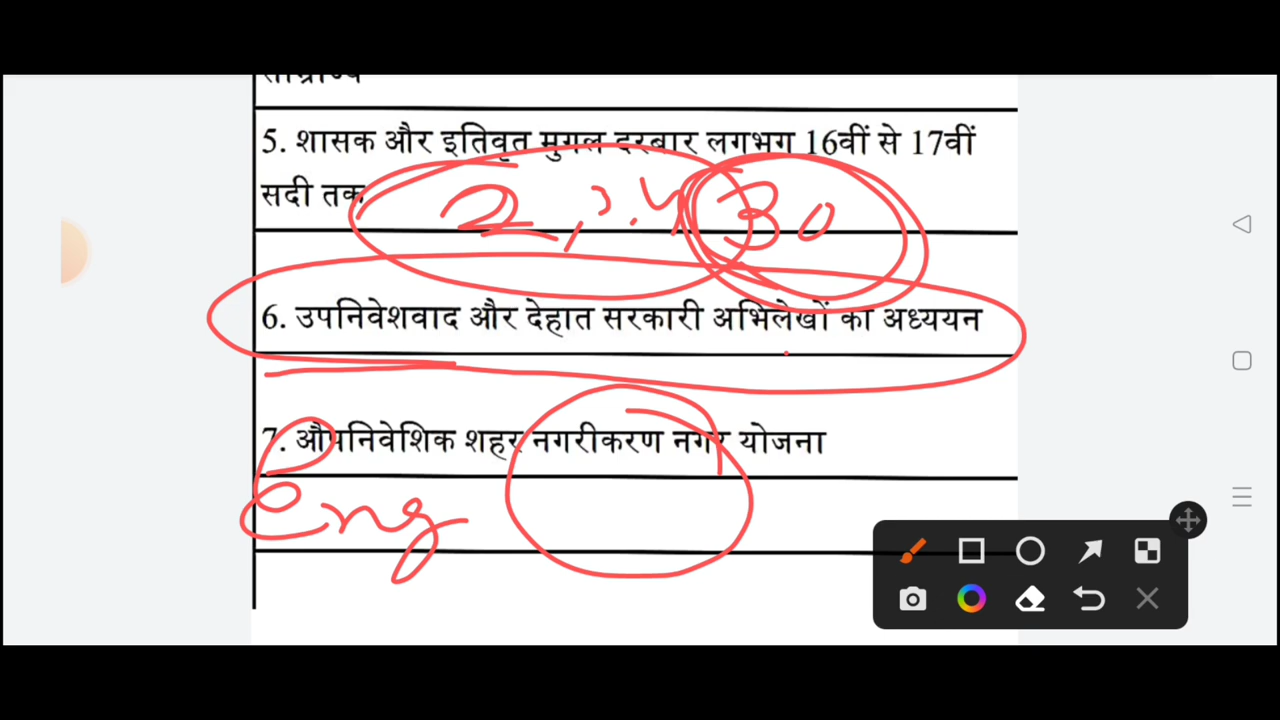 साम्राज्य
5. शासक और इतिवृत मुगल दरबार लगभग 16वीं से 17वीं
सदी तक
2, 3.4 30
6. उपनिवेशवाद और देहात सरकारी अभिलेखों का अध्ययन
7. औपनिवेशिक शहर नगरीकरण नगर योजना
eng